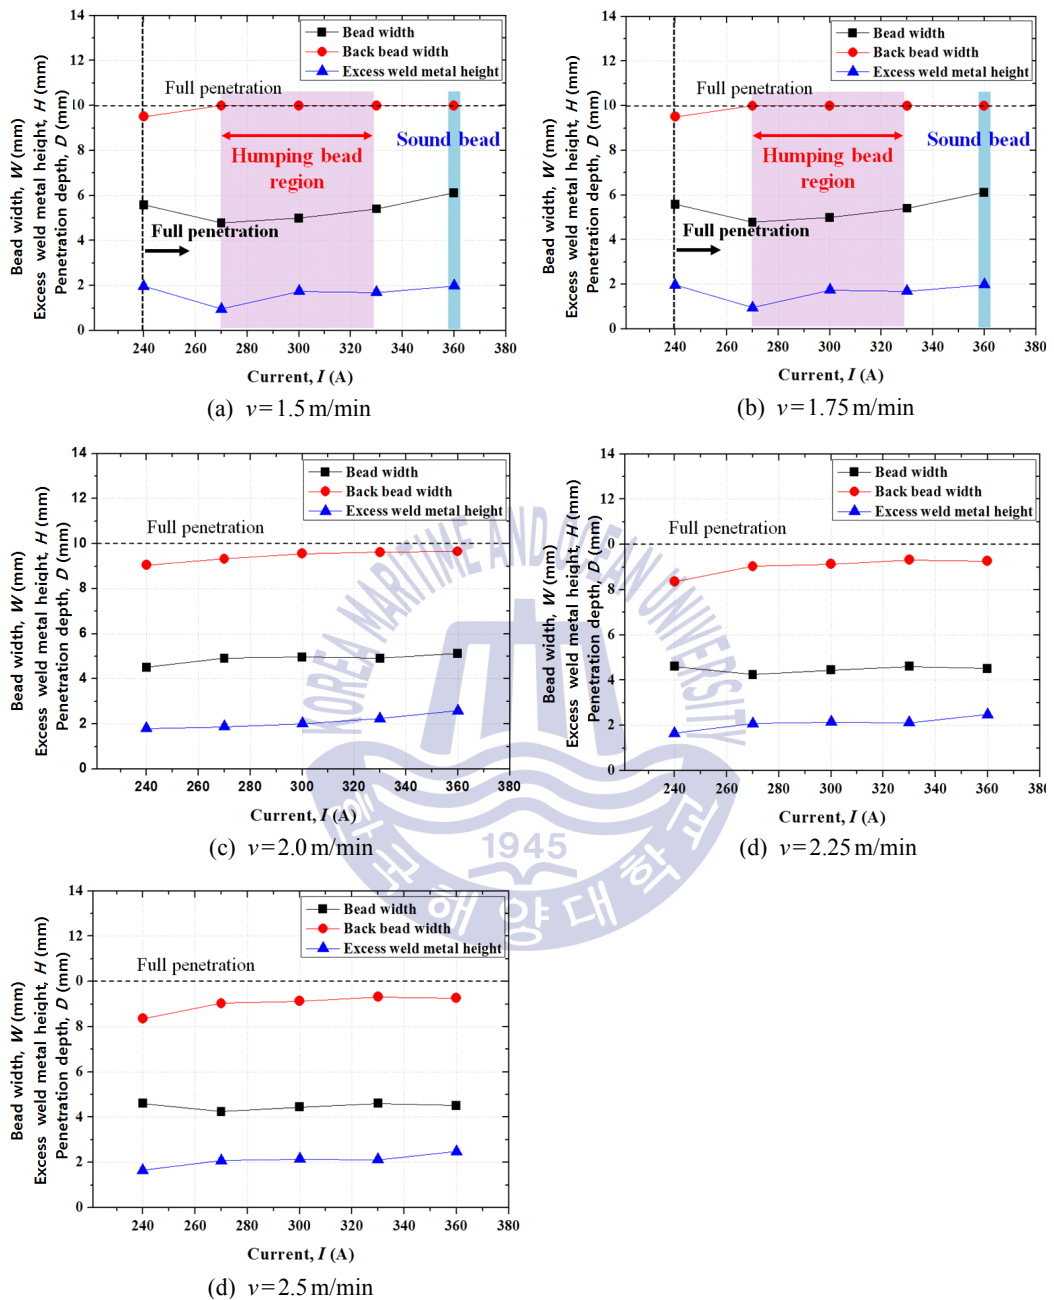 14
12
10
8
6
4
2
0
Bead width
Back bead width
Excess weld metal height
Full penetration
Sound bead
Humping bead
region
Full penetration
240 260 280 300 320 340 360 380
Bead width, W (mm)
Excess weld metal height, H (mm)
Penetration depth, D (mm)
Current, I (A)
(a) v=1.5 m/min
14
12
10
8
6
4
2
0
Bead width
Back bead width
Excess weld metal height
Full penetration
Sound bead
Humping bead
region
Full penetration
240 260 280 300 320 340 360 380
Bead width, W (mm)
Excess weld metal height, H (mm)
Penetration depth, D (mm)
Current, I (A)
(b) v=1.75 m/min
14
12
10
8
6
4
2
0
Bead width
Back bead width
Excess weld metal height
Full penetration
240 260 280 300 320 340 360 380
Bead width, W (mm)
Excess weld metal height, H (mm)
Penetration depth, D (mm)
Current, I (A)
(c) v=2.0 m/min
14
12
0
8
6
4
2
0
Bead width
Back bead width
Excess weld metal height
Full penetration
240 260 280 300 320 340 360 380
Bead width, W (mm)
Excess weld metal height, H (mm)
Penetration depth, D (mm)
Current, I (A)
(d) v=2.25 m/min
KOREA MARITIME AND OCEAN UNIVERSITY
1945
한국해양대학교
14
12
0
8
6
4
2
0
Bead width
Back bead width
Excess weld metal height
Full penetration
220 240 260 280 300 320 340 360 380
Bead width, W (mm)
Excess weld metal height, H (mm)
Penetration depth, D (mm)
Current, I (A)
(d) v=2.5 m/min